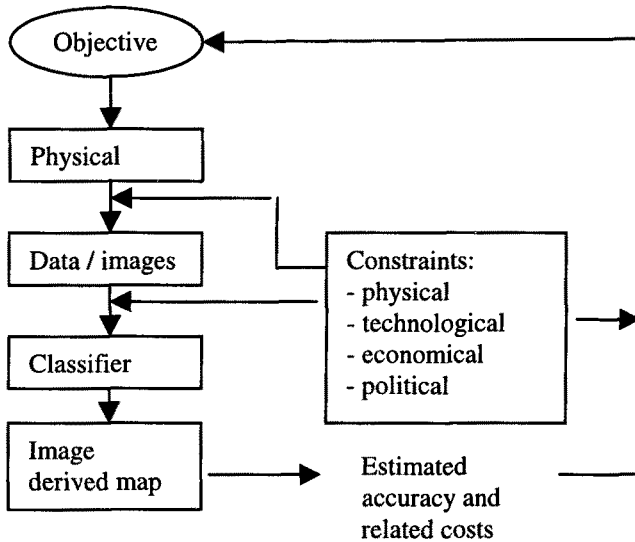 Objective
Physical
Data / images
Classifier
Image
derived map
Constraints:
- physical
- technological
- economical
- political
Estimated
accuracy and
related costs